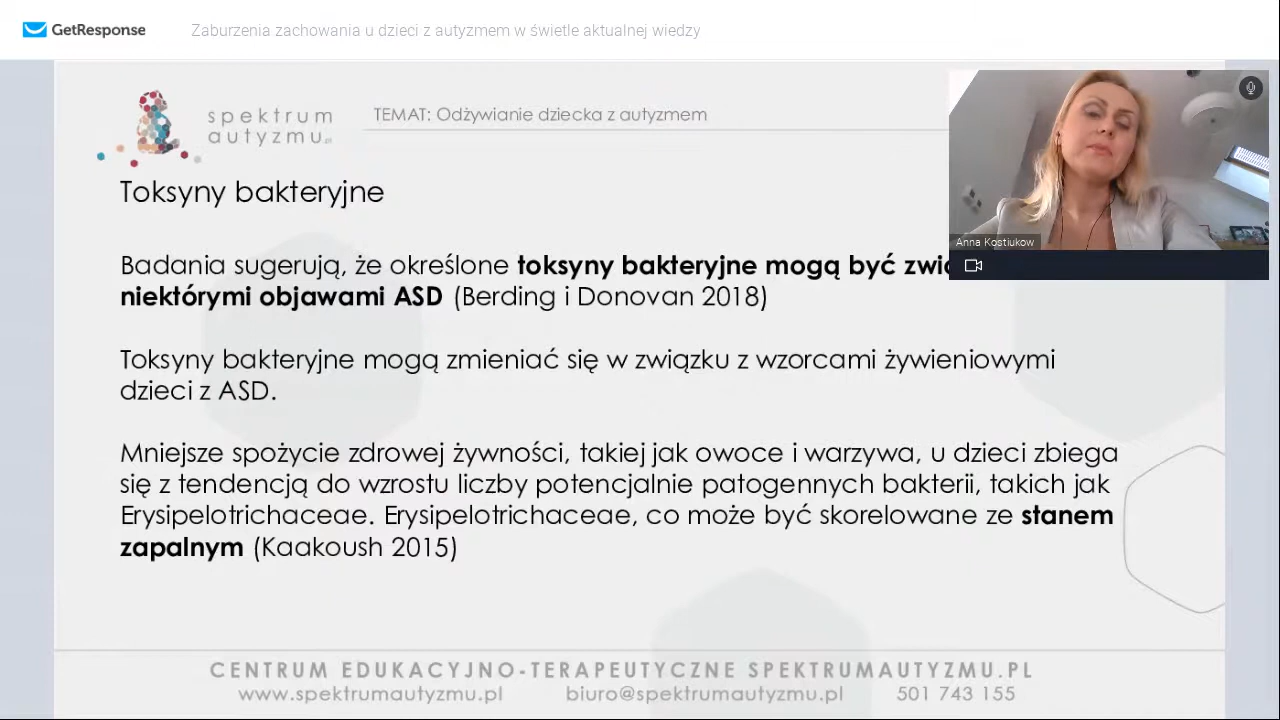 GetResponse
Zaburzenia zachowania u dzieci z autyzmem w świetle aktualnej wiedzy
spektrum
autyzmu.pl
TEMAT: Odżywianie dziecka z autyzmem
Anna Kostiukow
Toksyny bakteryjne
Badania sugerują, że określone toksyny bakteryjne mogą być
niektórymi objawami ASD (Berding i Donovan 2018)
Toksyny bakteryjne mogą zmieniać się w związku z wzorcami żywieniowymi
dzieci z ASD.
Mniejsze spożycie zdrowej żywności, takiej jak owoce i warzywa, u dzieci zbiega
się z tendencją do wzrostu liczby potencjalnie patogennych bakterii, takich jak
Erysipelotrichaceae. Erysipelotrichaceae, co może być skorelowane ze stanem
zapalnym (Kaakoush 2015)
CENTRUM EDUKACYJNO-TERAPEUTYCZNE SPEKTRUMAUTYZMU.PL
www.spektrumautyzmu.pl biuro@spektrumautyzmu.pl 501 743 155